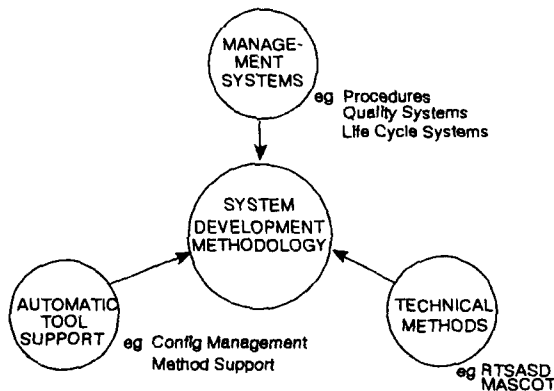 MANAGE-
MENT
SYSTEMS
eg Procedures
Quality Systems
Life Cycle Systems
SYSTEM
DEVELOPMENT
METHODOLOGY
AUTOMATIC
TOOL
SUPPORT
eg Config Management
Method Support
TECHNICAL
METHODS
eg RTSASD
MASCOT